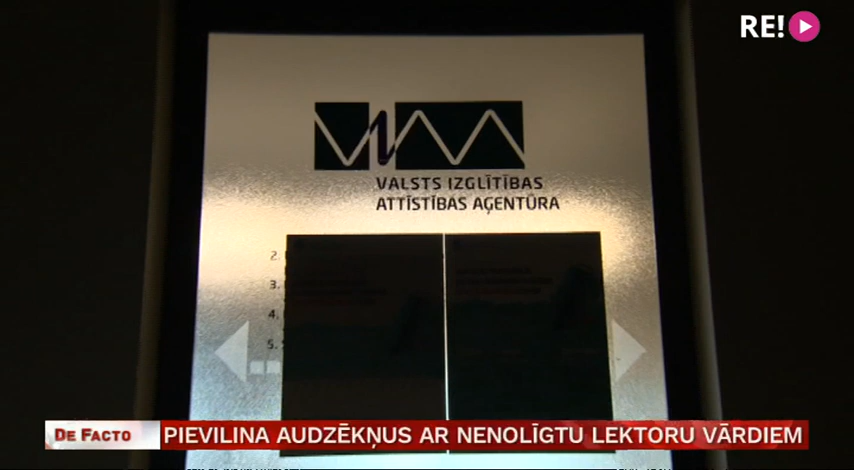 RE!
VALSTS IZGLĪTĪBAS
ATTĪSTĪBAS AĢENTŪRA
2.
3.
4.
5.
DE FACTO
PIEVILINA AUDZĒKŅUS AR NENOLĪGTU LEKTORU VĀRDIEM